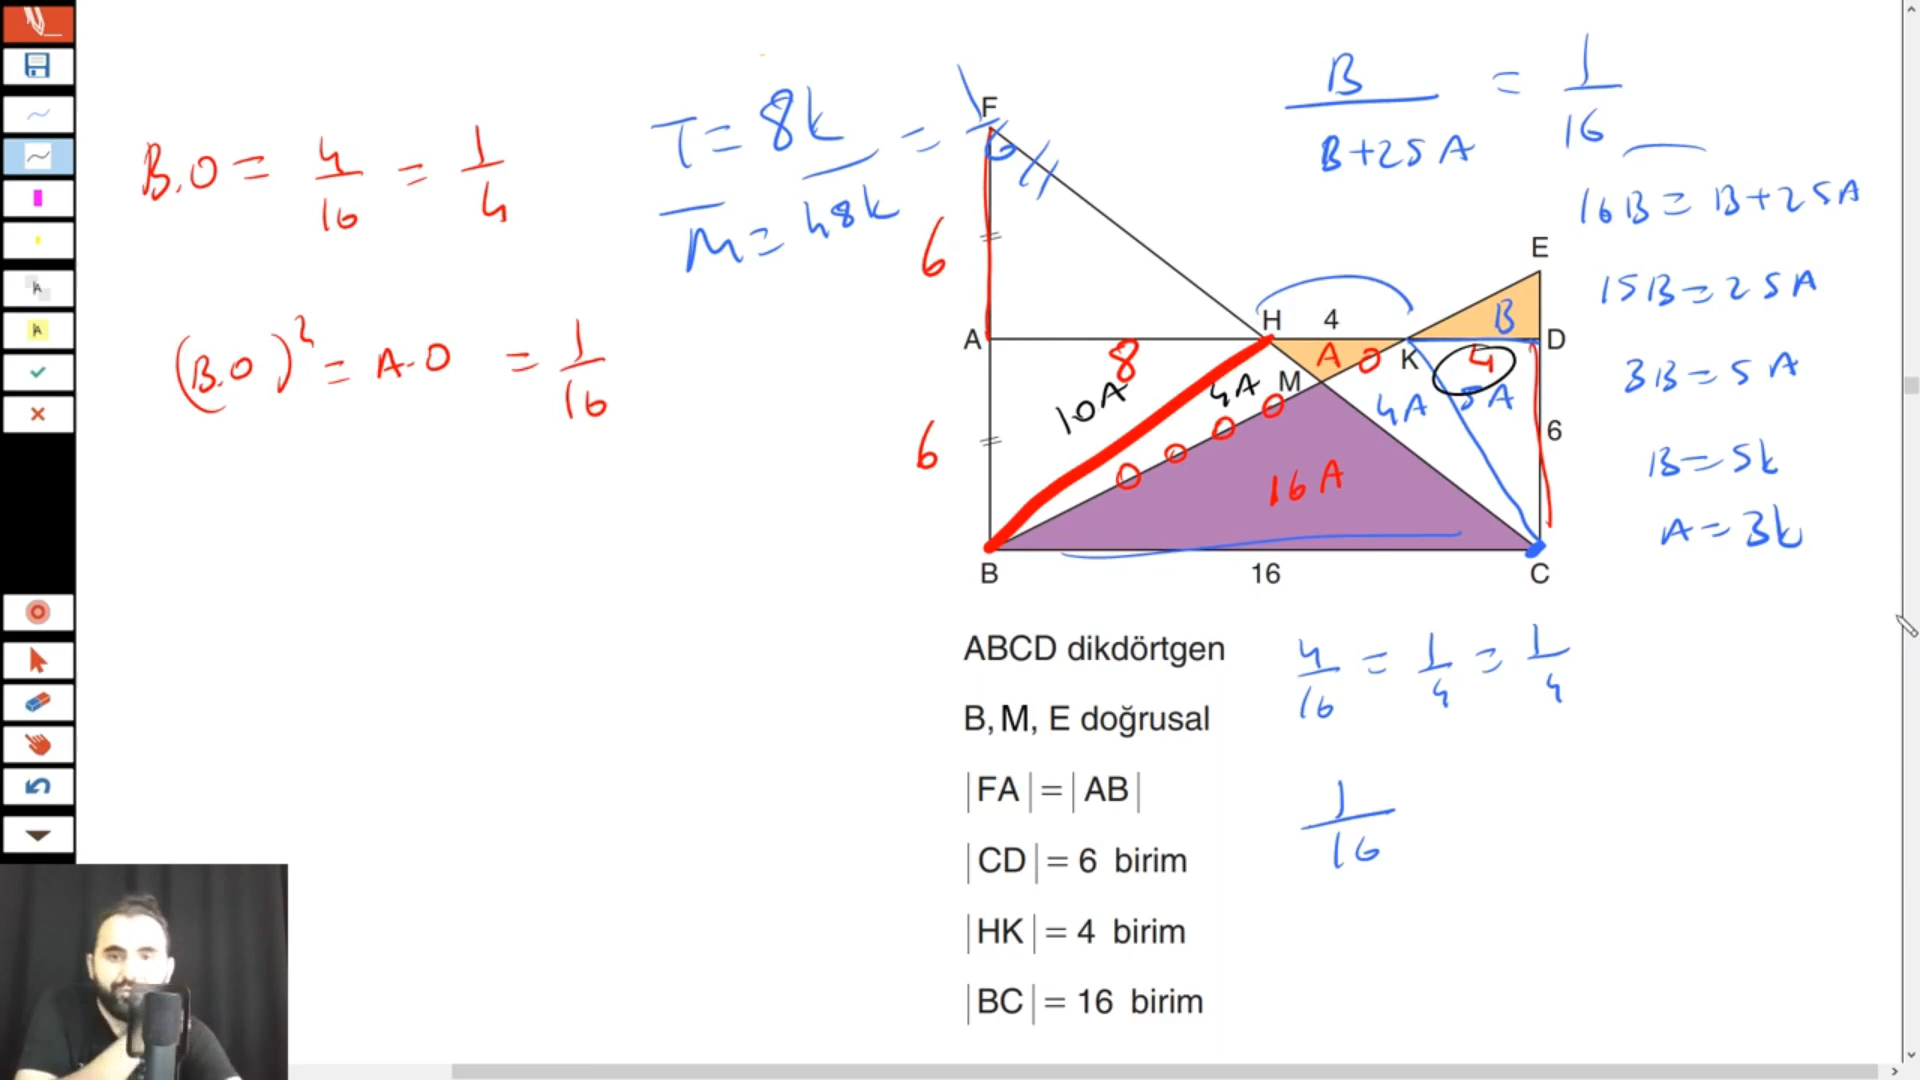 B.O = 4/16 = 1/4
(B.O)² = A.O = 1/16
T = 8k
M = 48k
= 1/6 //
B/(B+25A) = 1/16
16B = B+25A
15B = 25A
3B = 5A
B = 5k
A = 3k
F
6
E
A
H
4
B
D
8
A
K
4
10A
4A
M
4A
5A
6
6
16A
B
16
C
ABCD dikdörtgen
B, M, E doğrusal
|FA| = |AB|
|CD| = 6 birim
|HK| = 4 birim
|BC| = 16 birim
4/16 = 1/4 = 1/4
1/16